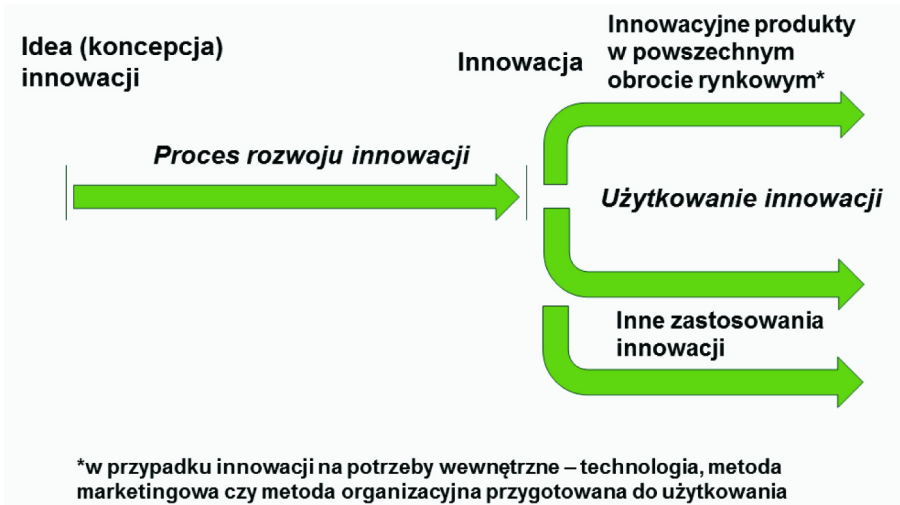 Idea (koncepcja)
innowacji
Innowacja
Innowacyjne produkty
w powszechnym
obrocie rynkowym*
Proces rozwoju innowacji
Użytkowanie innowacji
Inne zastosowania
innowacji
*w przypadku innowacji na potrzeby wewnętrzne – technologia, metoda
marketingowa czy metoda organizacyjna przygotowana do użytkowania